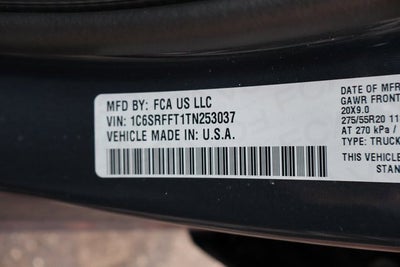 MFD BY: FCA US LLC
VIN: 1C6SRFFT1TN253037
VEHICLE MADE IN: U.S.A.
DATE OF MFR
GAWR FRONT
20X9.0
275/55R20 11
AT 270 kPa /
TYPE: TRUCK
THIS VEHICLE
STAN